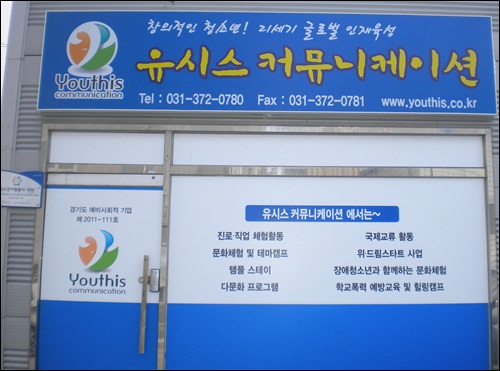 창의적인 청소년! 21세기 글로벌 인재육성
유시스 커뮤니케이션
Youthis
communication
Tel : 031-372-0780 Fax : 031-372-0781 www.youthis.co.kr
경기도 예비사회적 기업
제 2011-111호
Youthis
communication
유시스 커뮤니케이션 에서는~
진로·직업 체험활동
문화체험 및 테마캠프
템플 스테이
다문화 프로그램
국제교류 활동
위·드림스타트 사업
장애청소년과 함께하는 문화체험
학교폭력 예방교육 및 힐링캠프